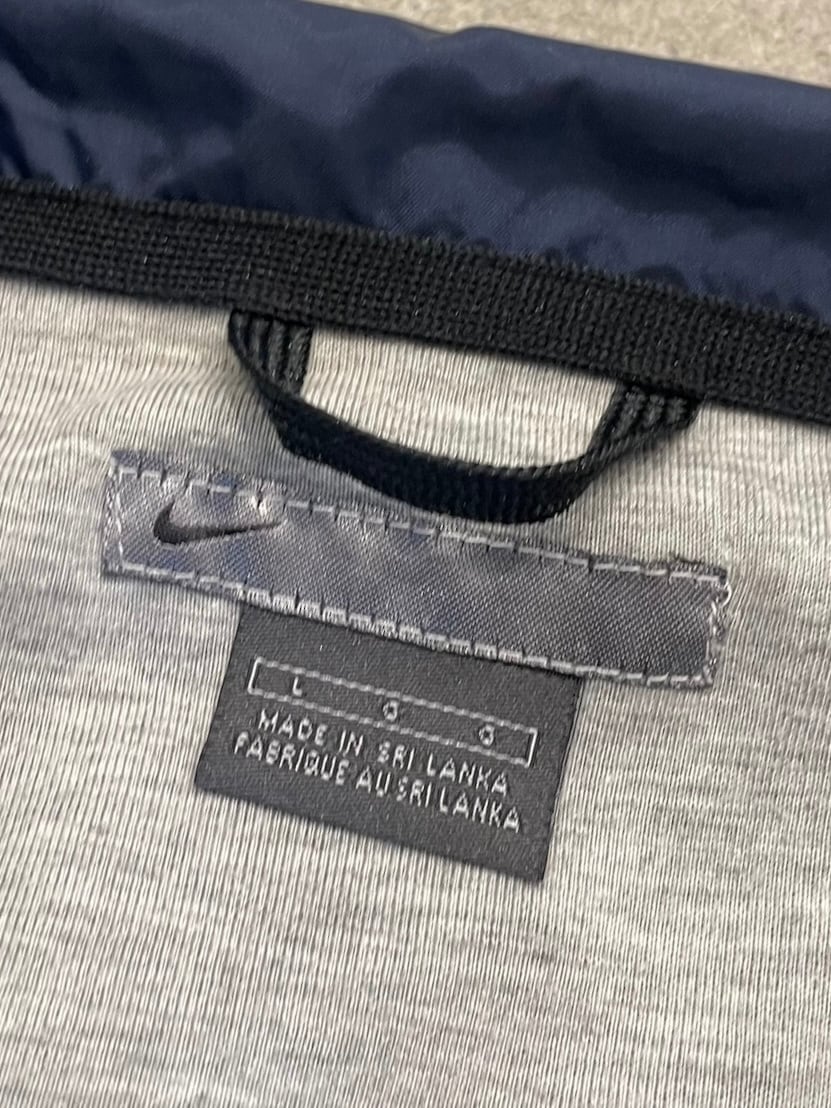 L G G
MADE IN SRI LANKA
FABRIQUE AU SRI LANKA